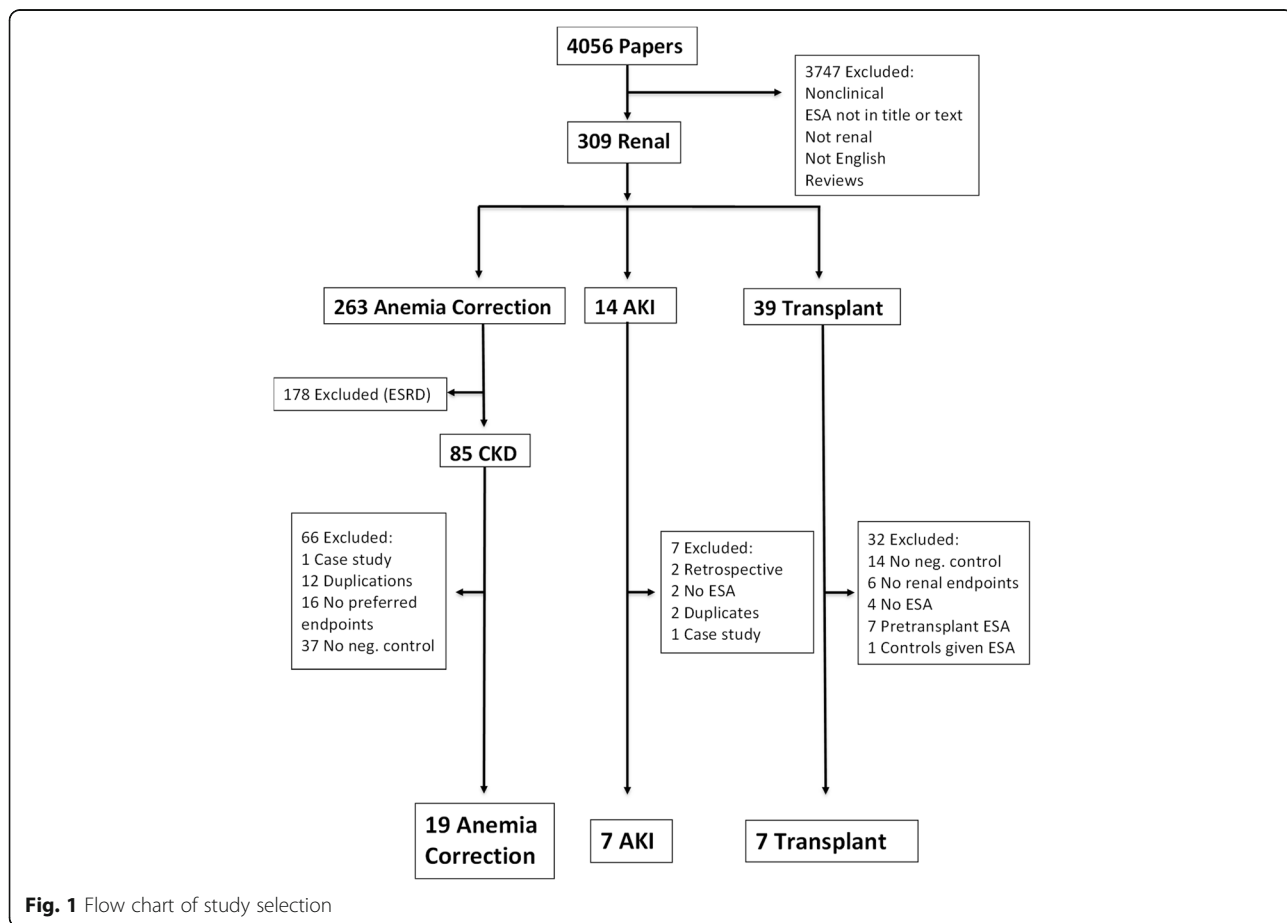 4056 Papers
3747 Excluded:
Nonclinical
ESA not in title or text
Not renal
Not English
Reviews
309 Renal
263 Anemia Correction
14 AKI
39 Transplant
178 Excluded (ESRD)
85 CKD
66 Excluded:
1 Case study
12 Duplications
16 No preferred
endpoints
37 No neg. control
7 Excluded:
2 Retrospective
2 No ESA
2 Duplicates
1 Case study
32 Excluded:
14 No neg. control
6 No renal endpoints
4 No ESA
7 Pretransplant ESA
1 Controls given ESA
19 Anemia
Correction
7 AKI
7 Transplant
Fig. 1 Flow chart of study selection